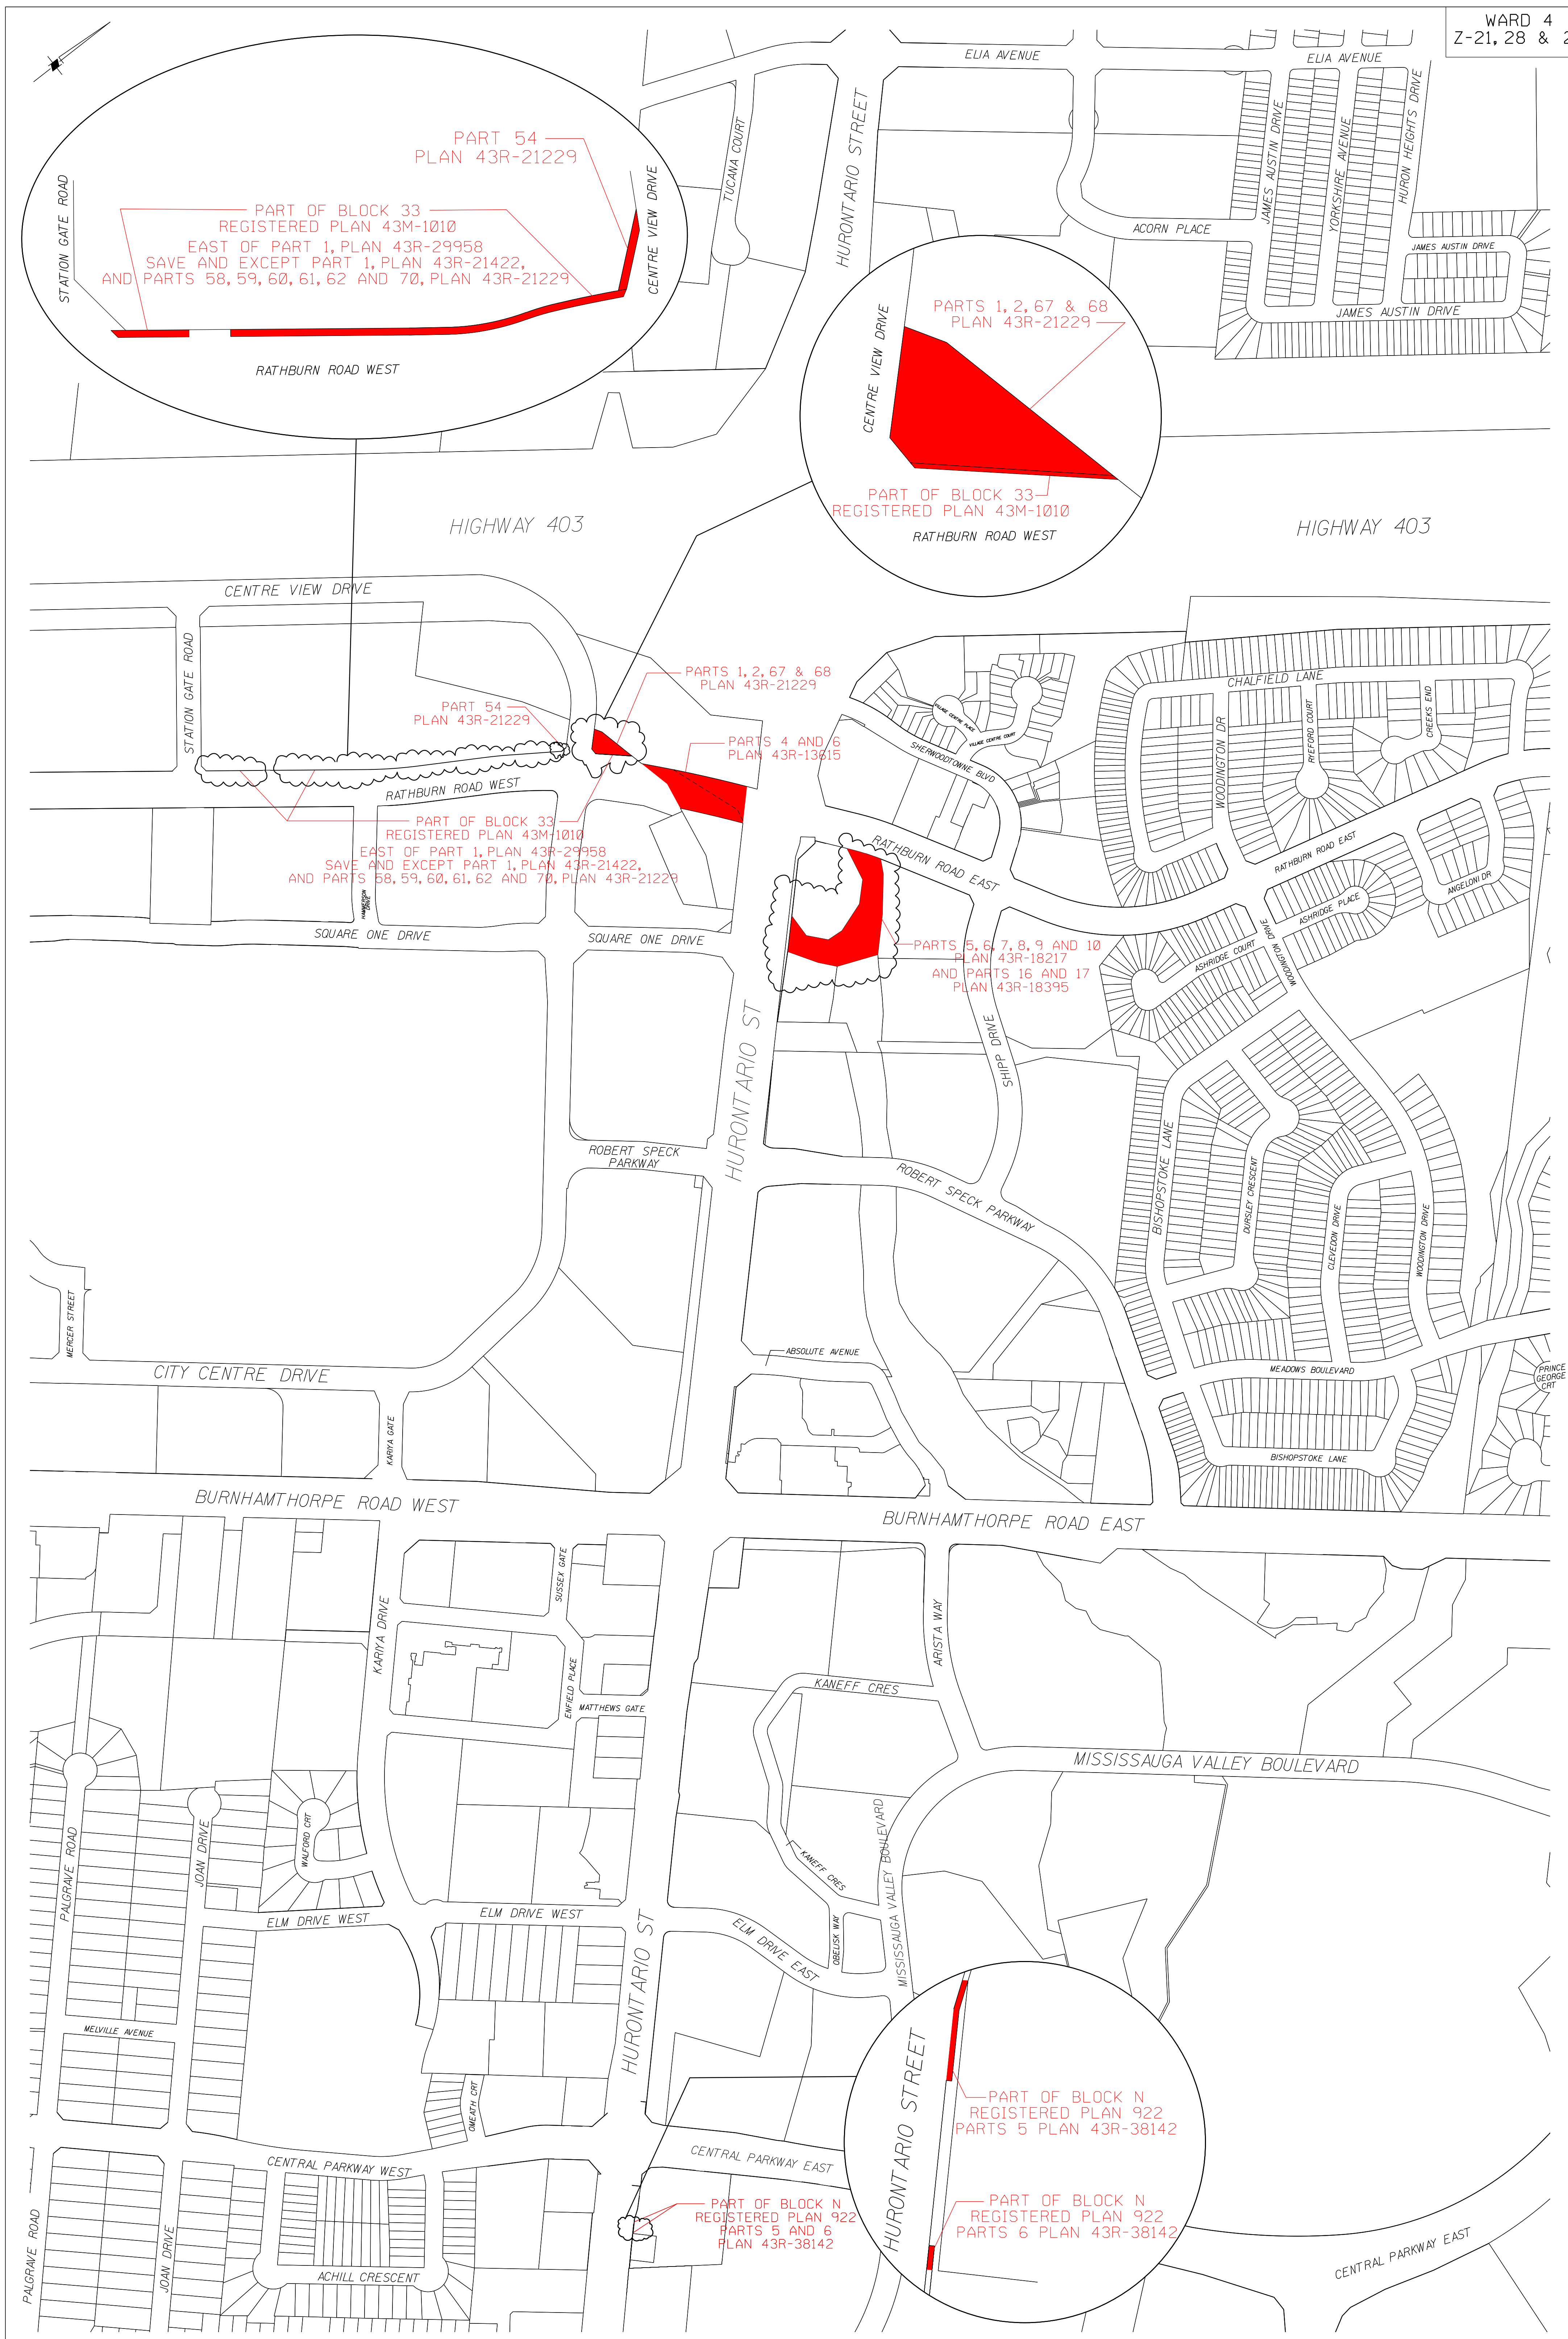 WARD 4
Z-21, 28 &
ELIA AVENUE
ELIA AVENUE
HURONTARIO STREET
TUCANA COURT
JAMES AUSTIN DRIVE
YORKSHIRE AVENUE
HURON HEIGHTS DRIVE
ACORN PLACE
JAMES AUSTIN DRIVE
JAMES AUSTIN DRIVE
PART 54
PLAN 43R-21229
STATION GATE ROAD
CENTRE VIEW DRIVE
PART OF BLOCK 33
REGISTERED PLAN 43M-1010
EAST OF PART 1, PLAN 43R-29958
SAVE AND EXCEPT PART 1, PLAN 43R-21422,
AND PARTS 58, 59, 60, 61, 62 AND 70, PLAN 43R-21229
RATHBURN ROAD WEST
PARTS 1, 2, 67 & 68
PLAN 43R-21229
CENTRE VIEW DRIVE
PART OF BLOCK 33
REGISTERED PLAN 43M-1010
RATHBURN ROAD WEST
HIGHWAY 403
HIGHWAY 403
CENTRE VIEW DRIVE
STATION GATE ROAD
PARTS 1, 2, 67 & 68
PLAN 43R-21229
PART 54
PLAN 43R-21229
PARTS 4 AND 6
PLAN 43R-13615
RATHBURN ROAD WEST
PART OF BLOCK 33
REGISTERED PLAN 43M-1010
EAST OF PART 1, PLAN 43R-29958
SAVE AND EXCEPT PART 1, PLAN 43R-21422,
AND PARTS 58, 59, 60, 61, 62 AND 70, PLAN 43R-21229
HAMMERSON
DRIVE
SQUARE ONE DRIVE
SQUARE ONE DRIVE
VILLAGE CENTRE PLACE
VILLAGE CENTRE COURT
SHERWOODTOWNE BLVD
CHALFIELD LANE
WOODINGTON DR
RYEFORD COURT
CREEKS END
RATHBURN ROAD EAST
RATHBURN ROAD EAST
ANGELONI DR
ASHRIDGE PLACE
ASHRIDGE COURT
WOODINGTON DRIVE
PARTS 5, 6, 7, 8, 9 AND 10
PLAN 43R-18217
AND PARTS 16 AND 17
PLAN 43R-18395
HURONTARIO ST
SHIPP DRIVE
ROBERT SPECK
PARKWAY
ROBERT SPECK PARKWAY
BISHOPSTOKE LANE
DURSLEY CRESCENT
CLEVEDON DRIVE
WOODINGTON DRIVE
MERCER STREET
CITY CENTRE DRIVE
KARIYA GATE
ABSOLUTE AVENUE
MEADOWS BOULEVARD
PRINCE
GEORGE
CRT
BISHOPSTOKE LANE
BURNHAMTHORPE ROAD WEST
BURNHAMTHORPE ROAD EAST
KARIYA DRIVE
SUSSEX GATE
ENFIELD PLACE
MATTHEWS GATE
ARISTA WAY
KANEFF CRES
MISSISSAUGA VALLEY BOULEVARD
PALGRAVE ROAD
JOAN DRIVE
WALFORD CRT
KANEFF CRES
MISSISSAUGA VALLEY BOULEVARD
OBELISK WAY
ELM DRIVE WEST
ELM DRIVE WEST
ELM DRIVE EAST
HURONTARIO ST
MELVILLE AVENUE
OMEATH CRT
CENTRAL PARKWAY WEST
CENTRAL PARKWAY EAST
HURONTARIO STREET
PART OF BLOCK N
REGISTERED PLAN 922
PARTS 5 PLAN 43R-38142
PART OF BLOCK N
REGISTERED PLAN 922
PARTS 6 PLAN 43R-38142
PART OF BLOCK N
REGISTERED PLAN 922
PARTS 5 AND 6
PLAN 43R-38142
PALGRAVE ROAD
JOAN DRIVE
ACHILL CRESCENT
CENTRAL PARKWAY EAST